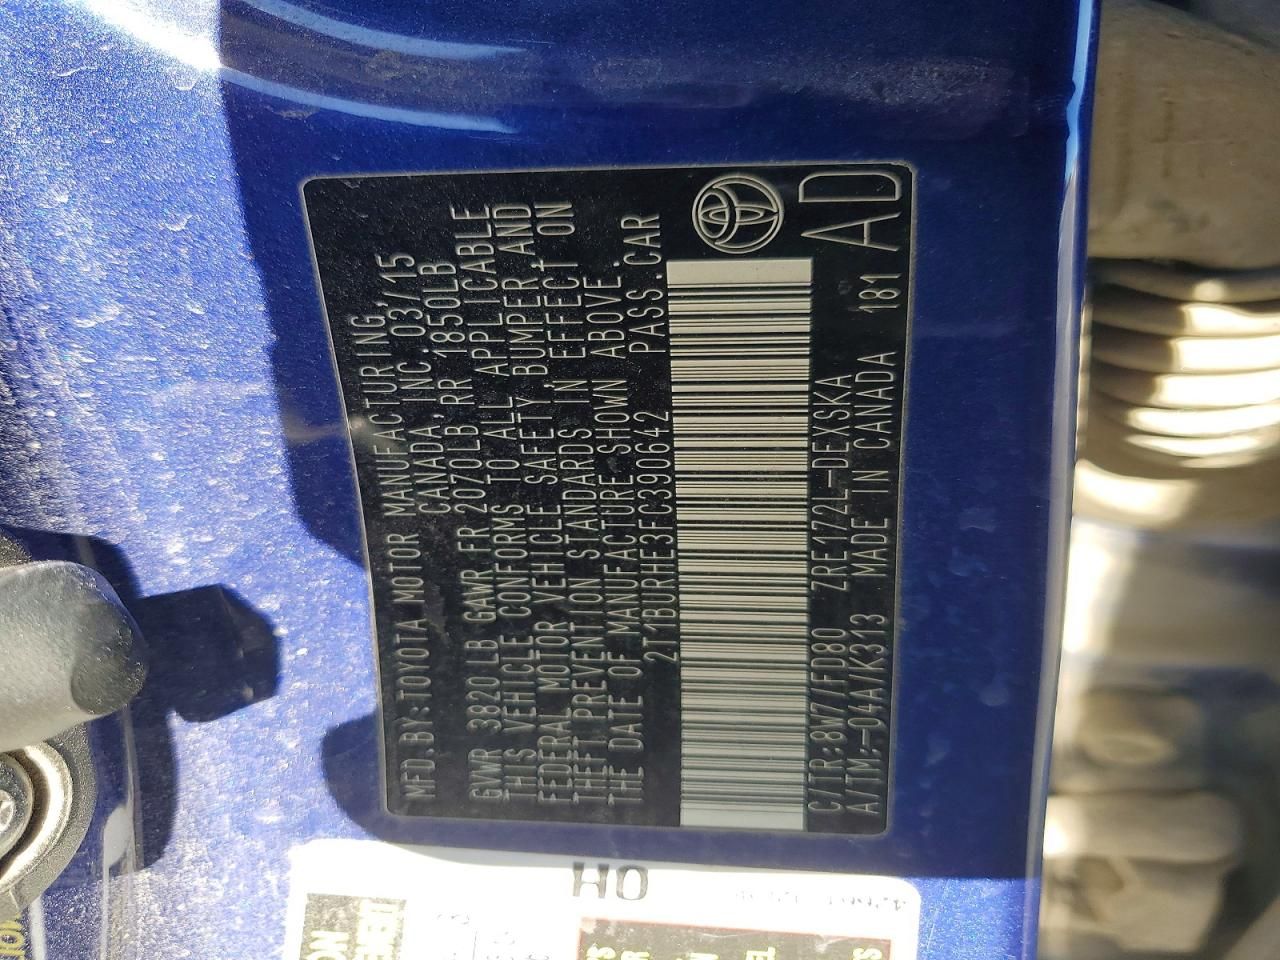 MFD.BY:TOYOTA MOTOR MANUFACTURING,
CANADA, INC. 03/15
GVWR 3820LB GAWR FR 2070LB, RR 1850LB
THIS VEHICLE CONFORMS TO ALL APPLICABLE
FEDERAL MOTOR VEHICLE SAFETY, BUMPER, AND
THEFT PREVENTION STANDARDS IN EFFECT ON
THE DATE OF MANUFACTURE SHOWN ABOVE.
2T1BURHE3FC390642 PASS.CAR
C/TR:8W7/FD80 ZRE172L-DEXSKA
A/TM:-04A/K313 MADE IN CANADA 181
AD
HO